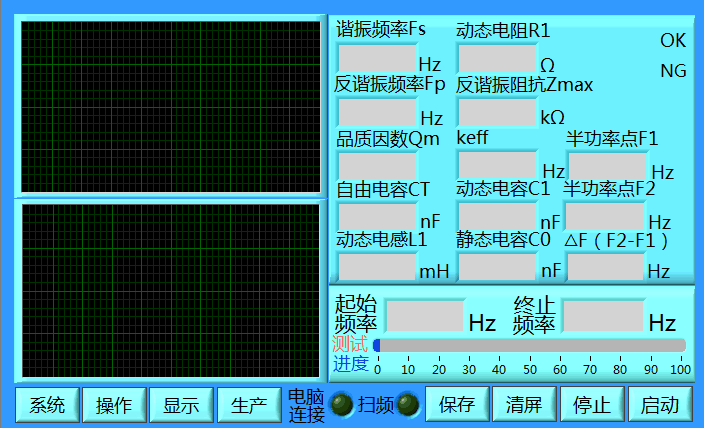 谐振频率Fs 动态电阻R1
OK
Hz Ω
NG
反谐振频率Fp 反谐振阻抗Zmax
Hz kΩ
品质因数Qm keff 半功率点F1
Hz Hz
自由电容CT 动态电容C1 半功率点F2
nF nF Hz
动态电感L1 静态电容C0 △F（F2-F1）
mH nF Hz
起始频率 Hz 终止频率 Hz
测试进度
0 10 20 30 40 50 60 70 80 90 100
系统 操作 显示 生产 电脑连接 扫频 保存 清屏 停止 启动